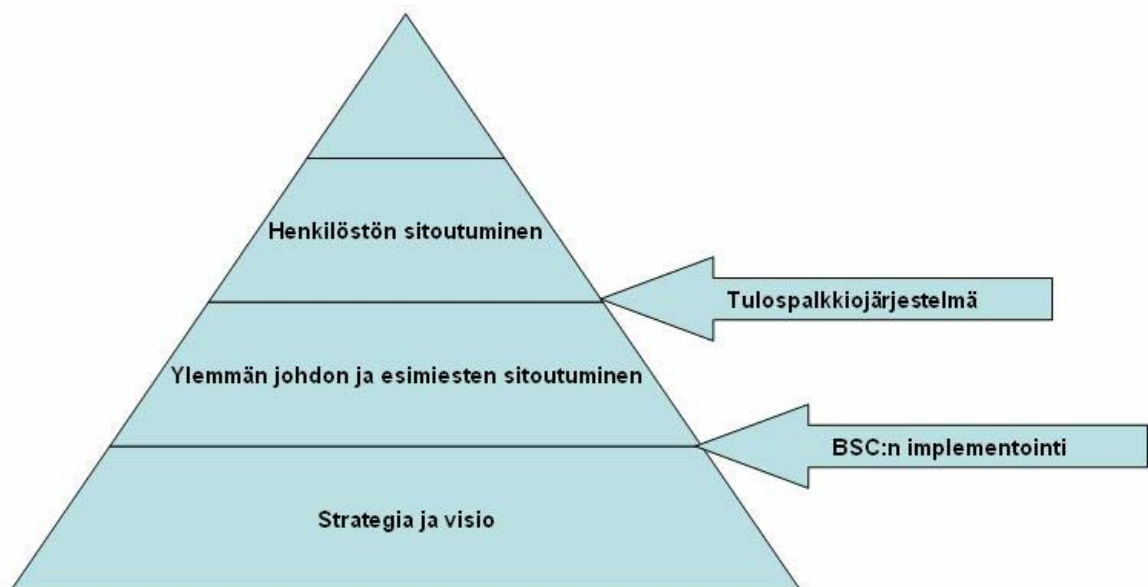 Henkilöstön sitoutuminen
Tulospalkkiojärjestelmä
Ylemmän johdon ja esimiesten sitoutuminen
BSC:n implementointi
Strategia ja visio